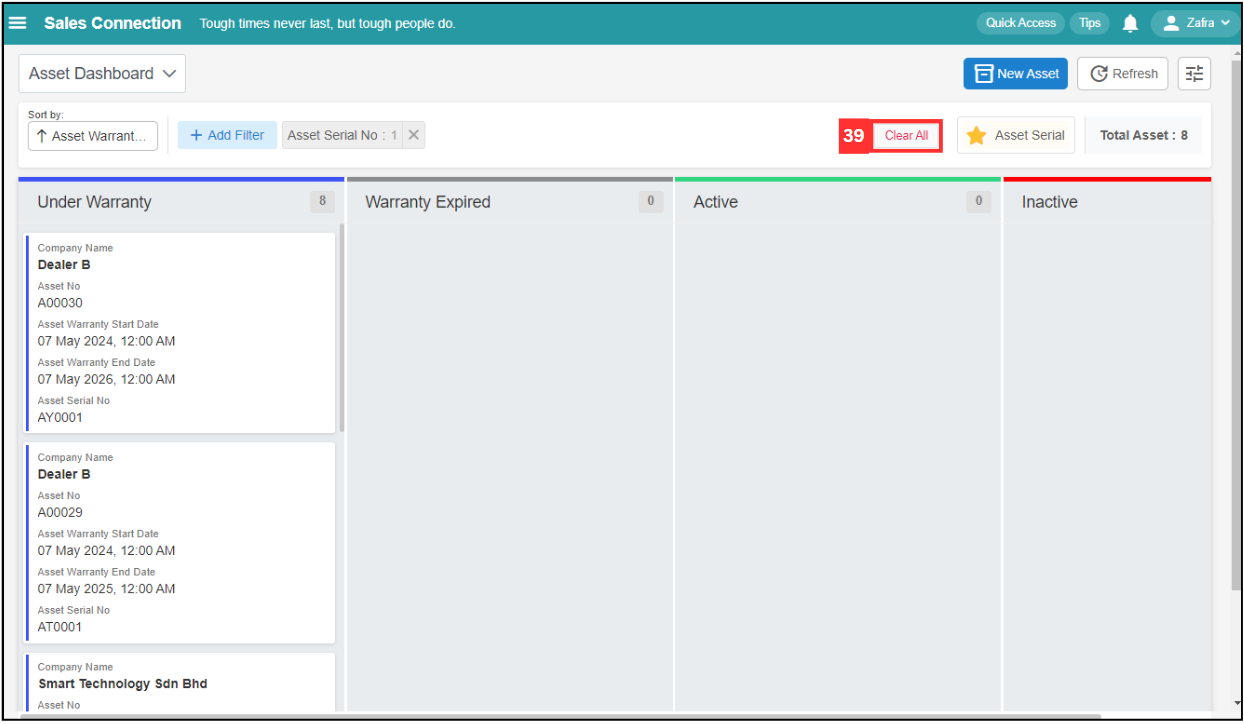 Sales Connection Tough times never last, but tough people do. Quick Access Tips Zafra
Asset Dashboard New Asset Refresh
Sort by:
Asset Warrant... + Add Filter Asset Serial No : 1 39 Clear All Asset Serial Total Asset : 8
Under Warranty 8 Warranty Expired 0 Active 0 Inactive
Company Name
Dealer B
Asset No
A00030
Asset Warranty Start Date
07 May 2024, 12:00 AM
Asset Warranty End Date
07 May 2026, 12:00 AM
Asset Serial No
AY0001
Company Name
Dealer B
Asset No
A00029
Asset Warranty Start Date
07 May 2024, 12:00 AM
Asset Warranty End Date
07 May 2025, 12:00 AM
Asset Serial No
AT0001
Company Name
Smart Technology Sdn Bhd
Asset No